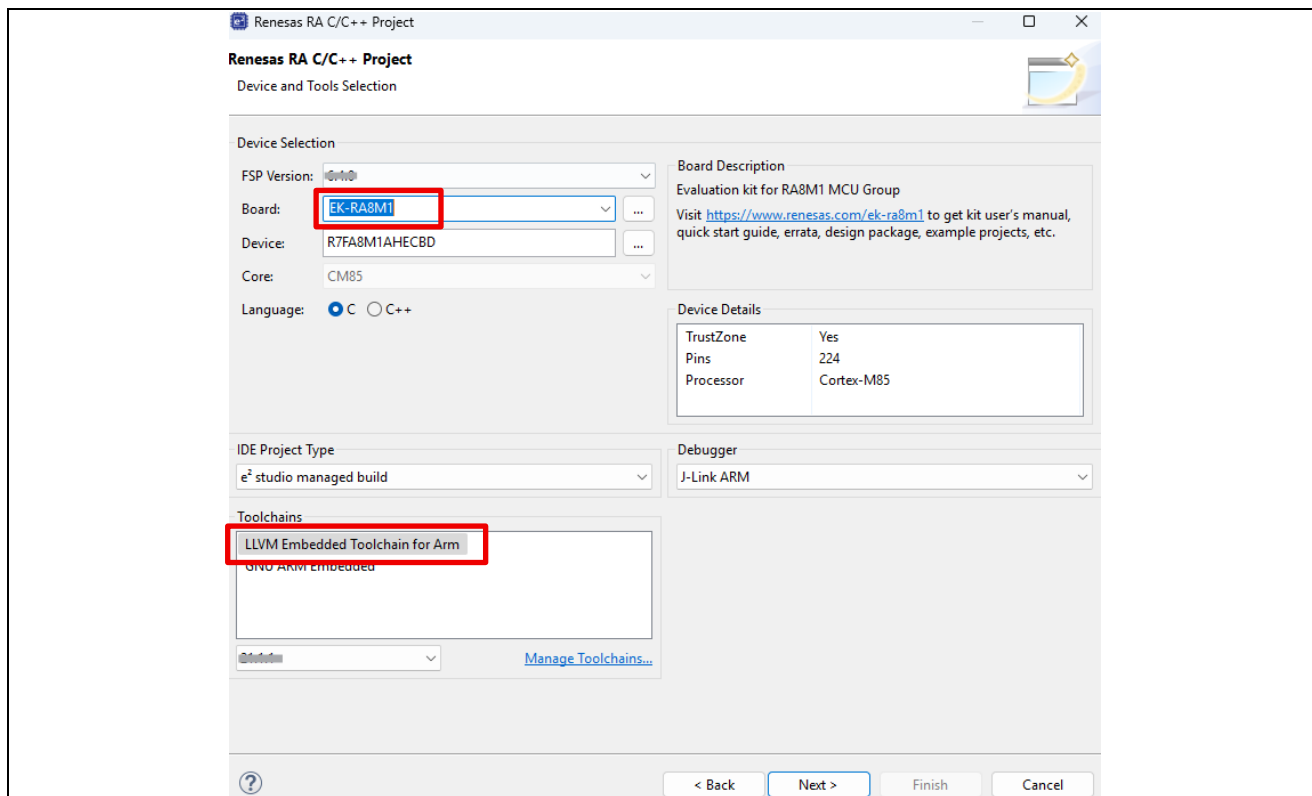 Renesas RA C/C++ Project
Renesas RA C/C++ Project
Device and Tools Selection
Device Selection
FSP Version:
Board: EK-RA8M1 ...
Device: R7FA8M1AHECBD ...
Core: CM85
Language: C C++
Board Description
Evaluation kit for RA8M1 MCU Group
Visit https://www.renesas.com/ek-ra8m1 to get kit user's manual,
quick start guide, errata, design package, example projects, etc.
Device Details
TrustZone Yes
Pins 224
Processor Cortex-M85
IDE Project Type
e² studio managed build
Debugger
J-Link ARM
Toolchains
LLVM Embedded Toolchain for Arm
GNU ARM Embedded
Manage Toolchains...
?
< Back Next > Finish Cancel